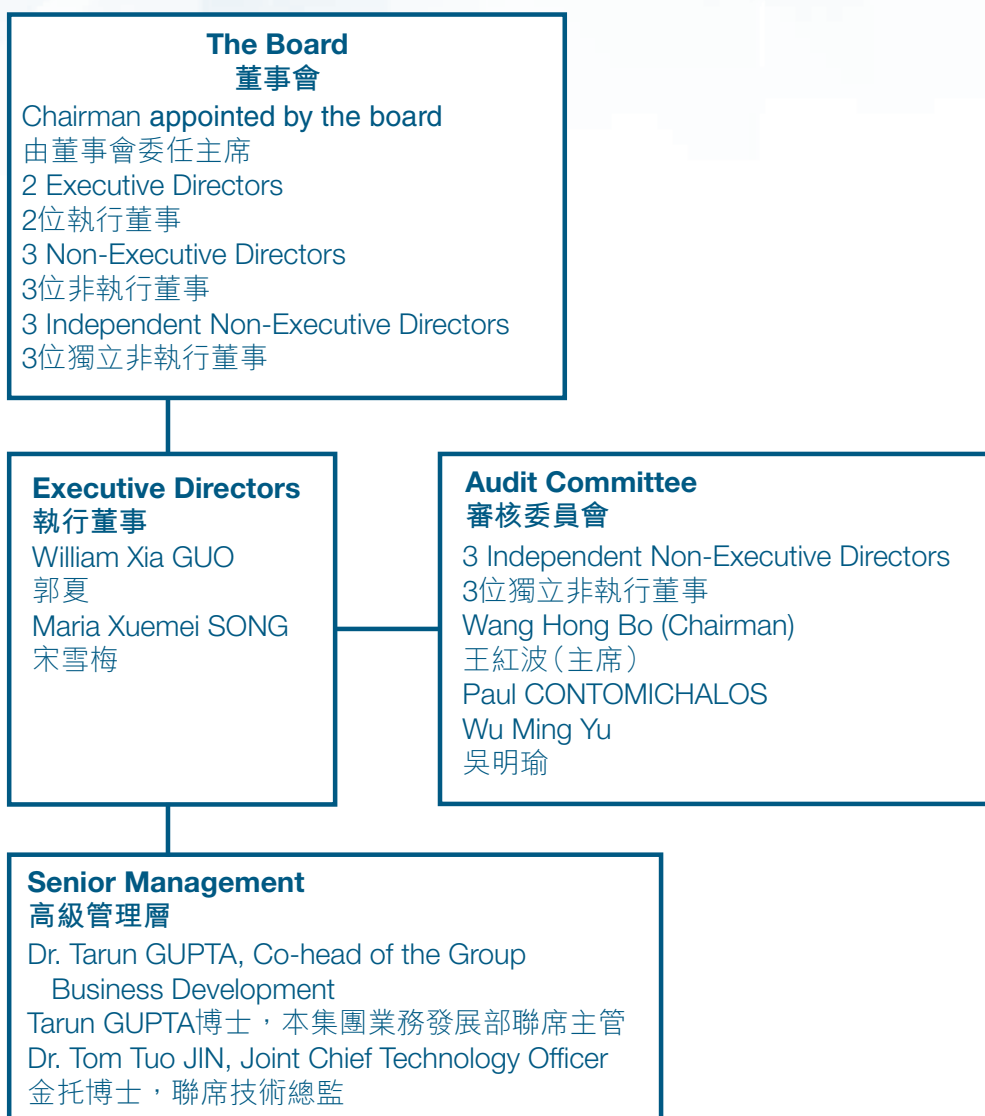 The Board
董事會
Chairman appointed by the board
由董事會委任主席
2 Executive Directors
2位執行董事
3 Non-Executive Directors
3位非執行董事
3 Independent Non-Executive Directors
3位獨立非執行董事
Executive Directors
執行董事
William Xia GUO
郭夏
Maria Xuemei SONG
宋雪梅
Audit Committee
審核委員會
3 Independent Non-Executive Directors
3位獨立非執行董事
Wang Hong Bo (Chairman)
王紅波(主席)
Paul CONTOMICHALOS
Wu Ming Yu
吳明瑜
Senior Management
高級管理層
Dr. Tarun GUPTA, Co-head of the Group
Business Development
Tarun GUPTA博士,本集團業務發展部聯席主管
Dr. Tom Tuo JIN, Joint Chief Technology Officer
金托博士,聯席技術總監